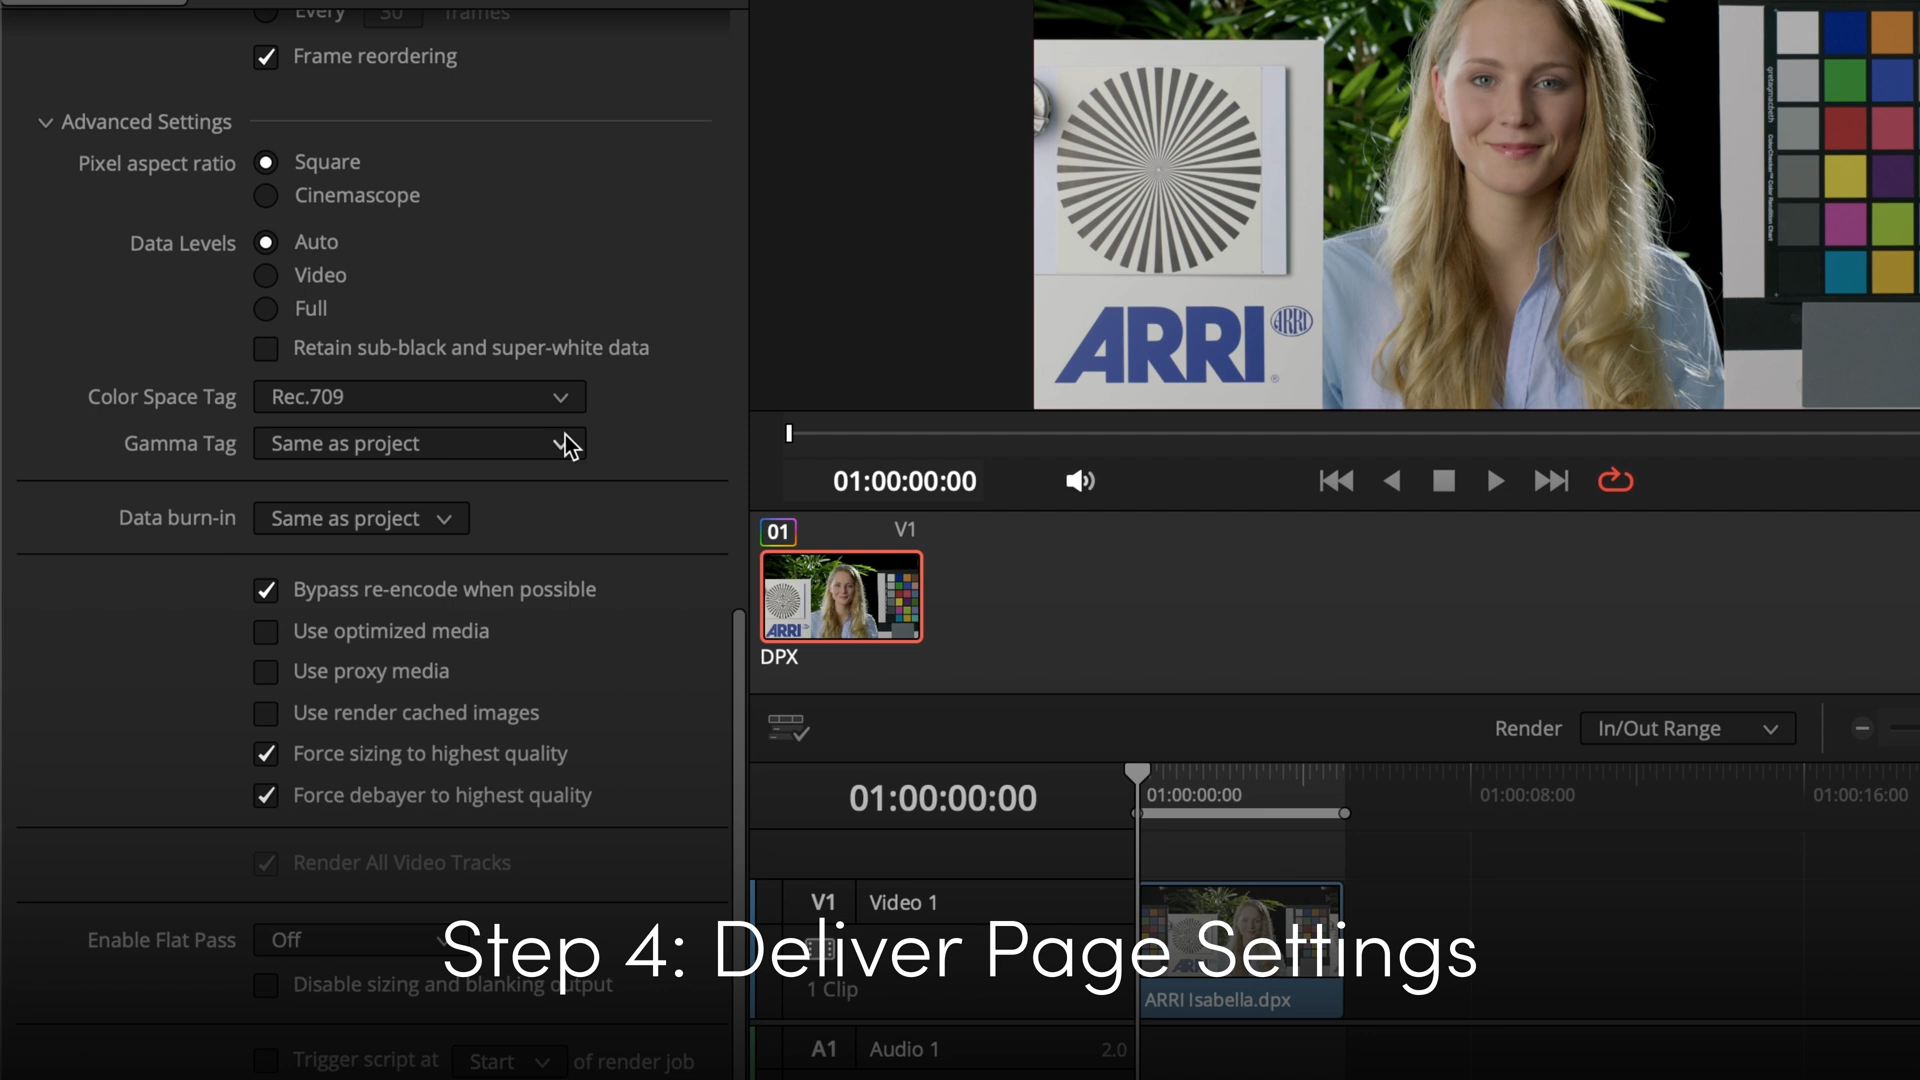 Every 30 frames
Frame reordering
Advanced Settings
Pixel aspect ratio
Square
Cinemascope
Data Levels
Auto
Video
Full
Retain sub-black and super-white data
Color Space Tag
Rec.709
Gamma Tag
Same as project
Data burn-in
Same as project
Bypass re-encode when possible
Use optimized media
Use proxy media
Use render cached images
Force sizing to highest quality
Force debayer to highest quality
Render All Video Tracks
Enable Flat Pass
Off
Disable sizing and blanking output
Trigger script at Start of render job
ARRI ARRI
01:00:00:00
01 V1
ARRI
DPX
Render In/Out Range
01:00:00:00
01:00:00:00 01:00:08:00 01:00:16:00
V1 Video 1
1 Clip
ARRI Isabella.dpx
A1 Audio 1 2.0
Step 4: Deliver Page Settings